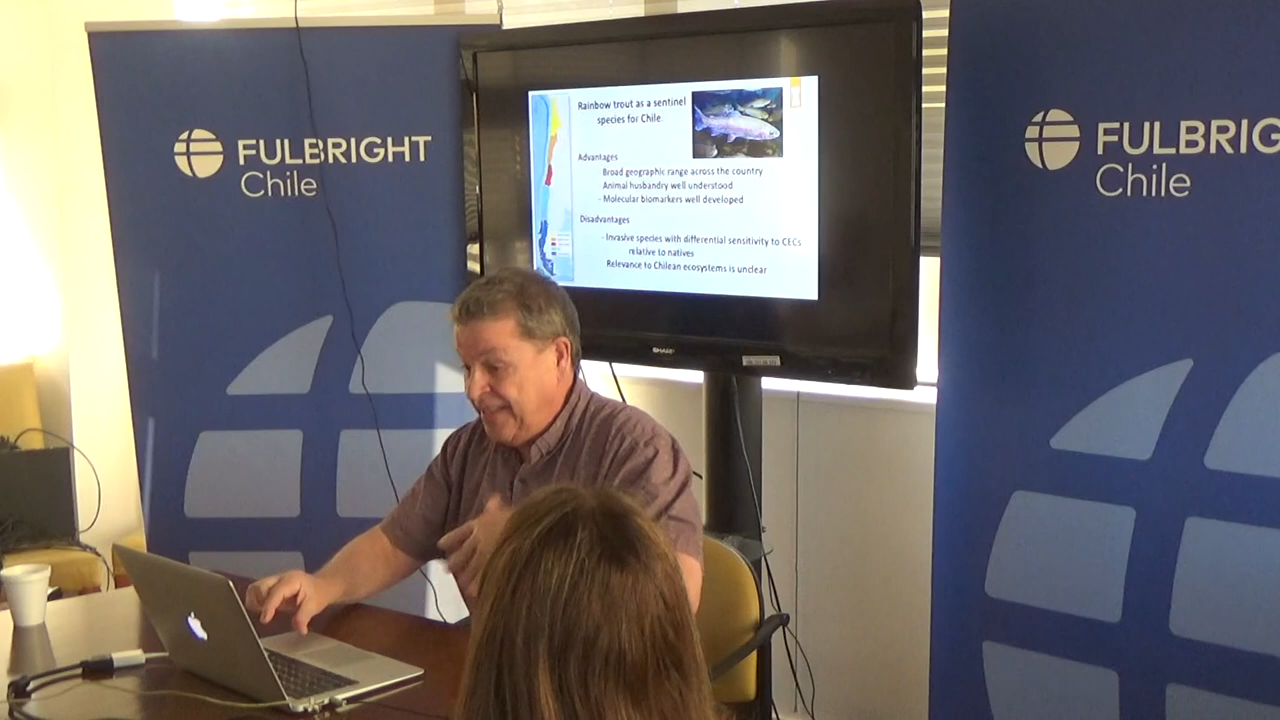 FULBRIGHT
Chile
Rainbow trout as a sentinel
species for Chile.
Advantages
Broad geographic range across the country
Animal husbandry well understood
- Molecular biomarkers well developed
Disadvantages
- Invasive species with differential sensitivity to CECs
relative to natives
Relevance to Chilean ecosystems is unclear
SHARP
FULBRIG
Chile